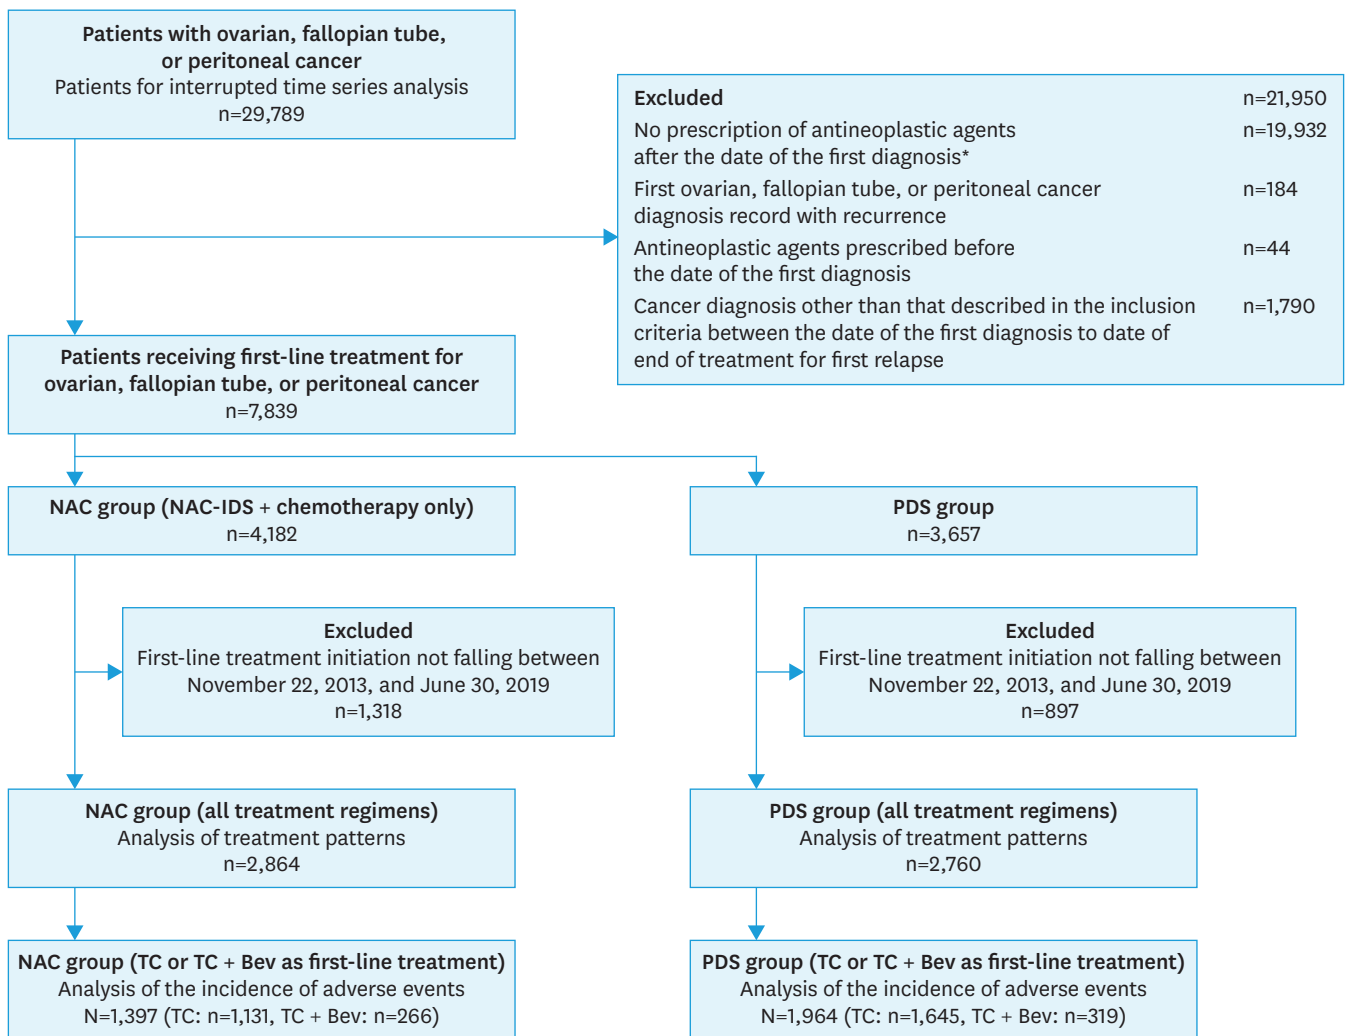 Patients with ovarian, fallopian tube,
or peritoneal cancer
Patients for interrupted time series analysis
n=29,789
Excluded n=21,950
No prescription of antineoplastic agents n=19,932
after the date of the first diagnosis*
First ovarian, fallopian tube, or peritoneal cancer n=184
diagnosis record with recurrence
Antineoplastic agents prescribed before n=44
the date of the first diagnosis
Cancer diagnosis other than that described in the inclusion n=1,790
criteria between the date of the first diagnosis to date of
end of treatment for first relapse
Patients receiving first-line treatment for
ovarian, fallopian tube, or peritoneal cancer
n=7,839
NAC group (NAC-IDS + chemotherapy only)
n=4,182
PDS group
n=3,657
Excluded
First-line treatment initiation not falling between
November 22, 2013, and June 30, 2019
n=1,318
Excluded
First-line treatment initiation not falling between
November 22, 2013, and June 30, 2019
n=897
NAC group (all treatment regimens)
Analysis of treatment patterns
n=2,864
PDS group (all treatment regimens)
Analysis of treatment patterns
n=2,760
NAC group (TC or TC + Bev as first-line treatment)
Analysis of the incidence of adverse events
N=1,397 (TC: n=1,131, TC + Bev: n=266)
PDS group (TC or TC + Bev as first-line treatment)
Analysis of the incidence of adverse events
N=1,964 (TC: n=1,645, TC + Bev: n=319)